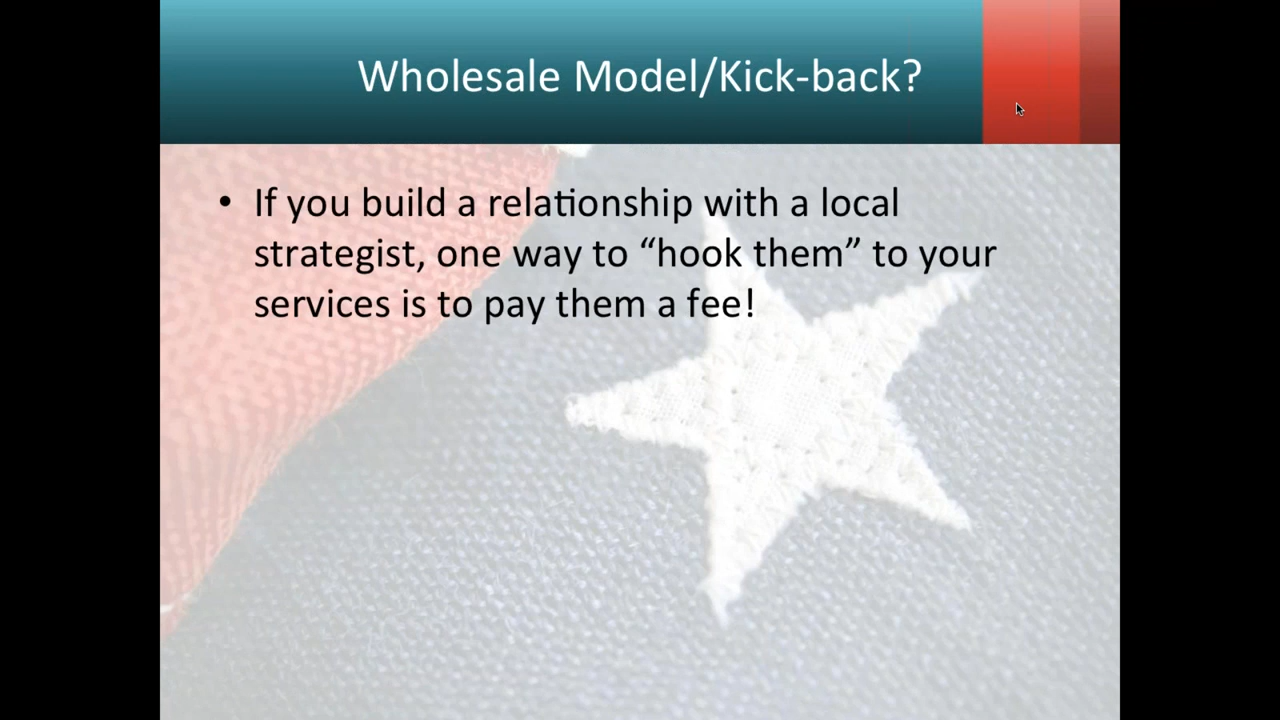 Wholesale Model/Kick-back?
• If you build a relationship with a local
strategist, one way to “hook them” to your
services is to pay them a fee!